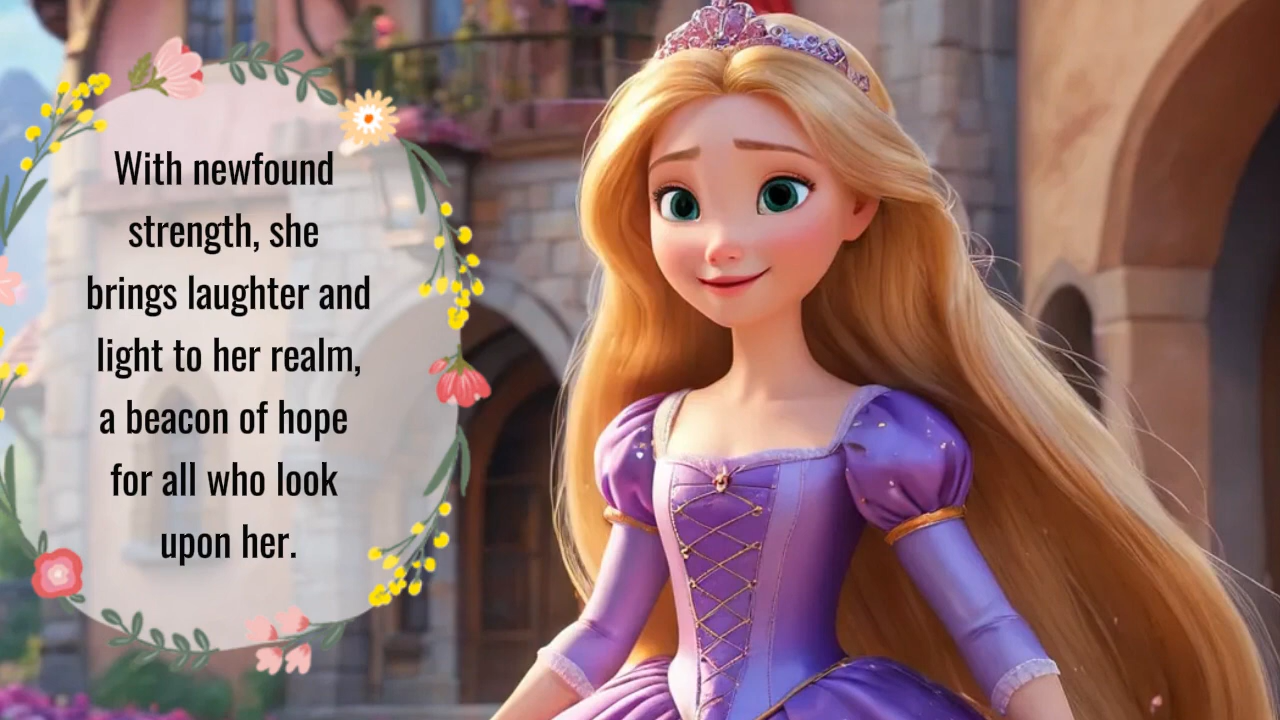 With newfound
strength, she
brings laughter and
light to her realm,
a beacon of hope
for all who look
upon her.